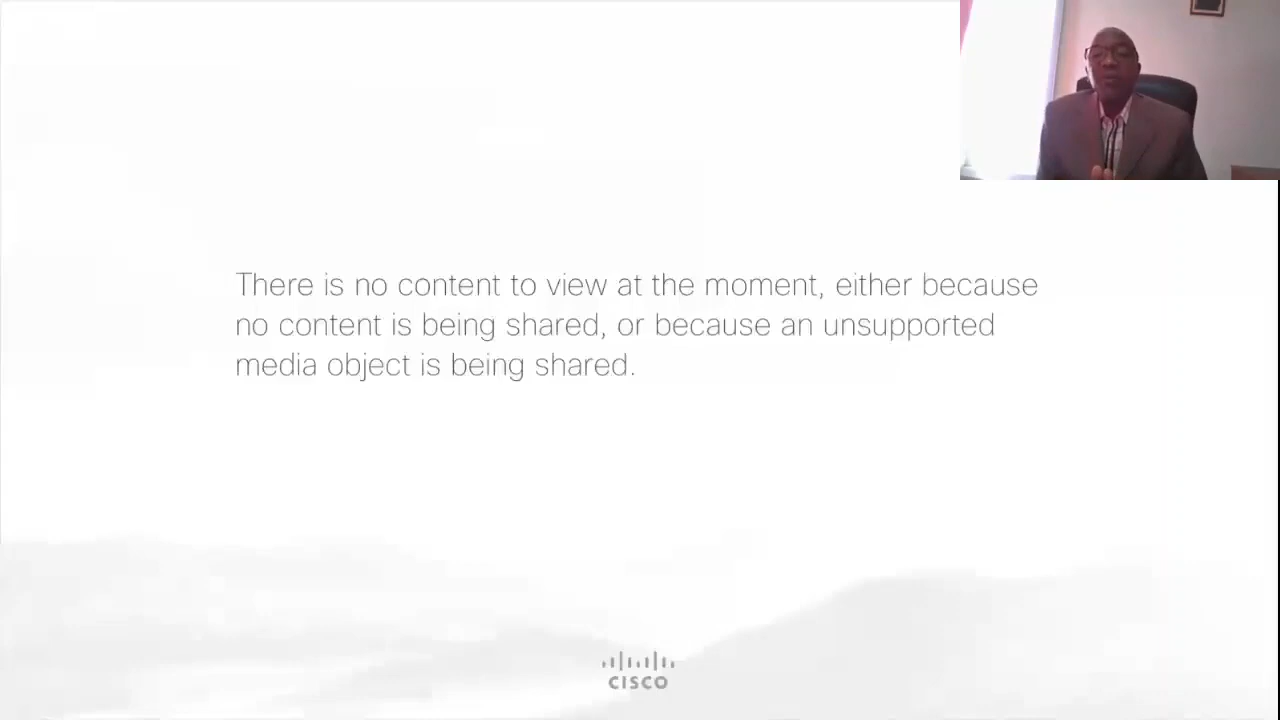 There is no content to view at the moment, either because
no content is being shared, or because an unsupported
media object is being shared.
CISCO